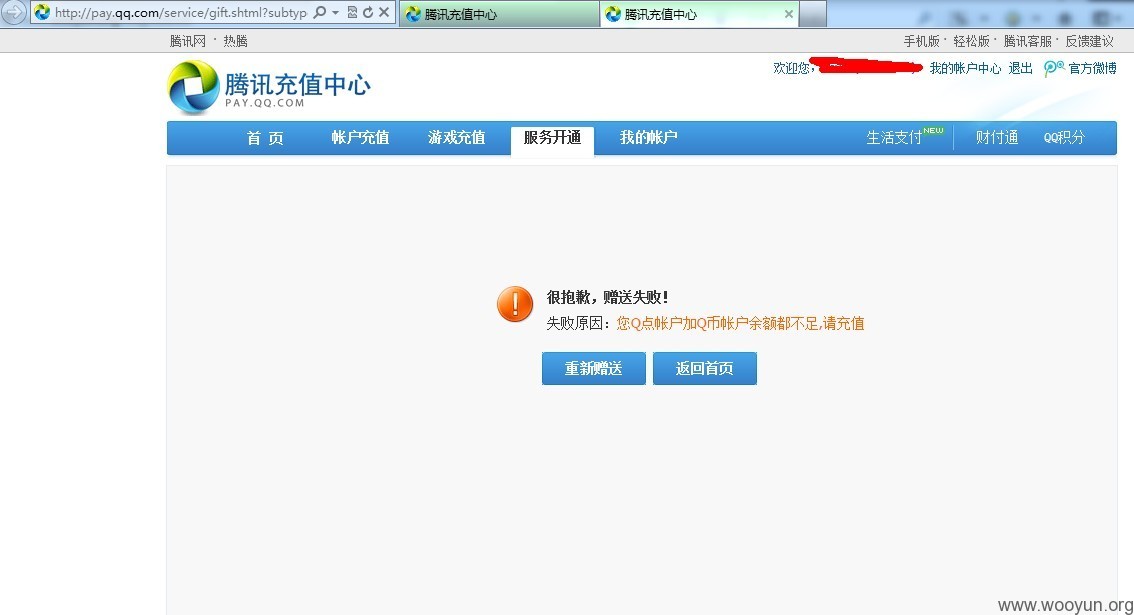 http://pay.qq.com/service/gift.shtml?subtyp
腾讯充值中心
腾讯充值中心
腾讯网 · 热腾
手机版 · 轻松版 · 腾讯客服 · 反馈建议
欢迎您,
我的帐户中心 退出 官方微博
腾讯充值中心
PAY.QQ.COM
首 页 帐户充值 游戏充值 服务开通 我的帐户 生活支付 NEW 财付通 QQ积分
很抱歉，赠送失败！
失败原因：您Q点帐户加Q币帐户余额都不足,请充值
重新赠送 返回首页
www.wooyun.org